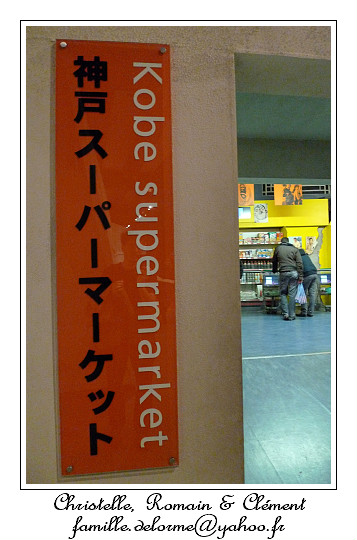 神戸スーパーマーケット
Kobe supermarket
Christelle, Romain & Clément
famille.delorme@yahoo.fr